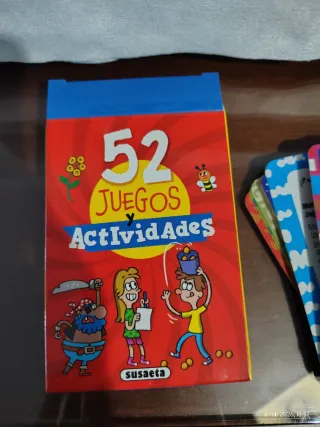 52
JUEGOS
Y
ActIvidAdes
susaeta